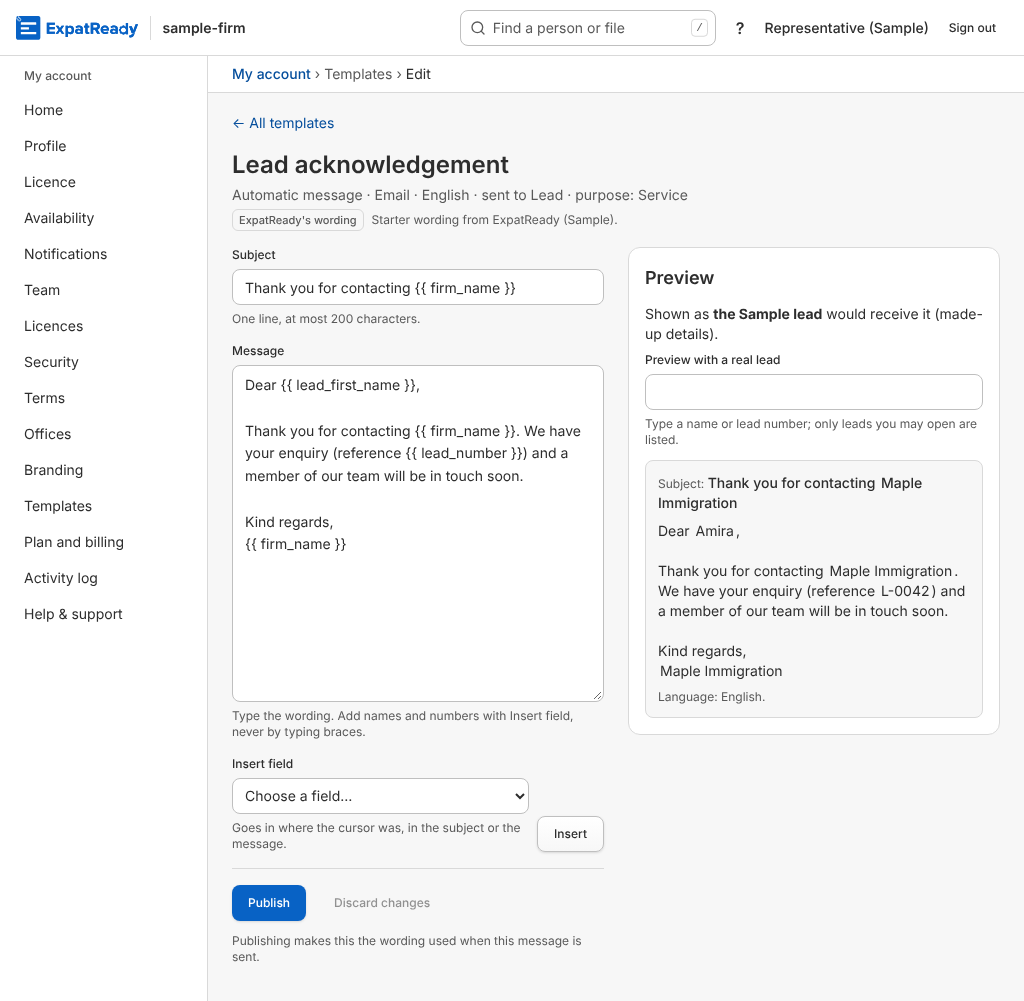 ExpatReady
sample-firm
Find a person or file
/
?
Representative (Sample)
Sign out
My account
Home
Profile
Licence
Availability
Notifications
Team
Licences
Security
Terms
Offices
Branding
Templates
Plan and billing
Activity log
Help & support
My account › Templates › Edit
← All templates
Lead acknowledgement
Automatic message · Email · English · sent to Lead · purpose: Service
ExpatReady's wording
Starter wording from ExpatReady (Sample).
Subject
Thank you for contacting {{ firm_name }}
One line, at most 200 characters.
Message
Dear {{ lead_first_name }},
Thank you for contacting {{ firm_name }}. We have
your enquiry (reference {{ lead_number }}) and a
member of our team will be in touch soon.
Kind regards,
{{ firm_name }}
Type the wording. Add names and numbers with Insert field,
never by typing braces.
Insert field
Choose a field...
Goes in where the cursor was, in the subject or the
message.
Insert
Publish
Discard changes
Publishing makes this the wording used when this message is
sent.
Preview
Shown as the Sample lead would receive it (made-
up details).
Preview with a real lead
Type a name or lead number; only leads you may open are
listed.
Subject: Thank you for contacting Maple
Immigration
Dear Amira,
Thank you for contacting Maple Immigration.
We have your enquiry (reference L-0042) and
a member of our team will be in touch soon.
Kind regards,
Maple Immigration
Language: English.